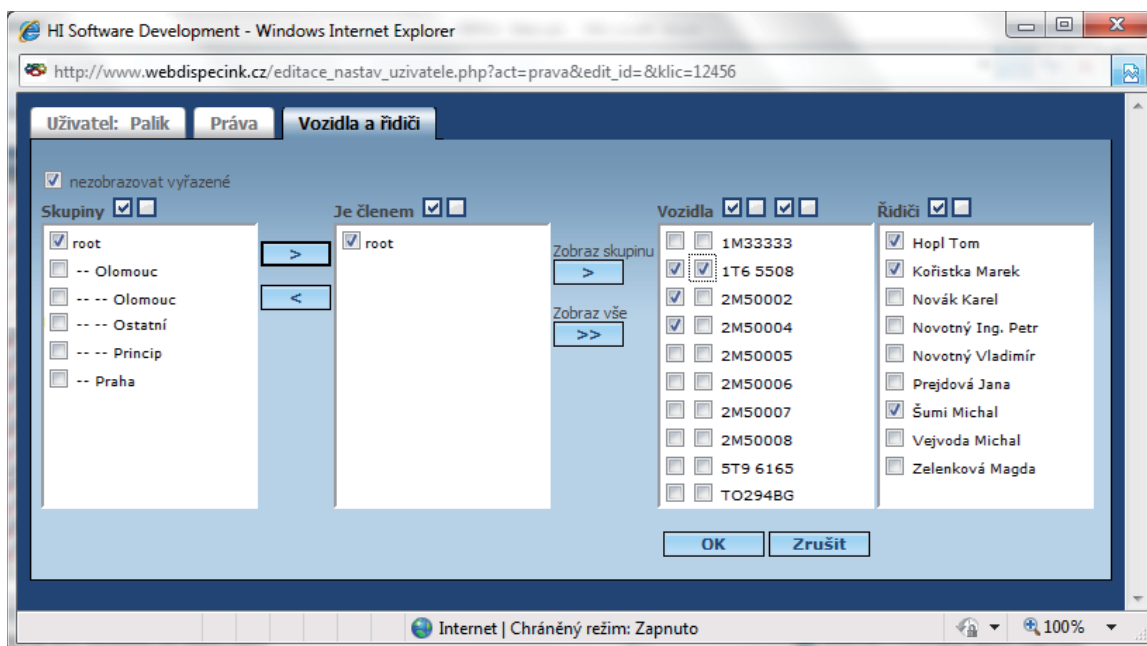 HI Software Development - Windows Internet Explorer
http://www.webdispecink.cz/editace_nastav_uzivatele.php?act=prava&edit_id=&klic=12456
Uživatel: Palik Práva Vozidla a řidiči
nezobrazovat vyřazené
Skupiny
root
-- Olomouc
-- -- Olomouc
-- -- Ostatní
-- -- Princip
-- Praha
>
<
Je členem
root
Zobraz skupinu
>
Zobraz vše
>>
Vozidla
1M33333
1T6 5508
2M50002
2M50004
2M50005
2M50006
2M50007
2M50008
5T9 6165
TO294BG
Řidiči
Hopl Tom
Kořistka Marek
Novák Karel
Novotný Ing. Petr
Novotný Vladimír
Prejdová Jana
Šumi Michal
Vejvoda Michal
Zelenková Magda
OK Zrušit
Internet | Chráněný režim: Zapnuto 100%